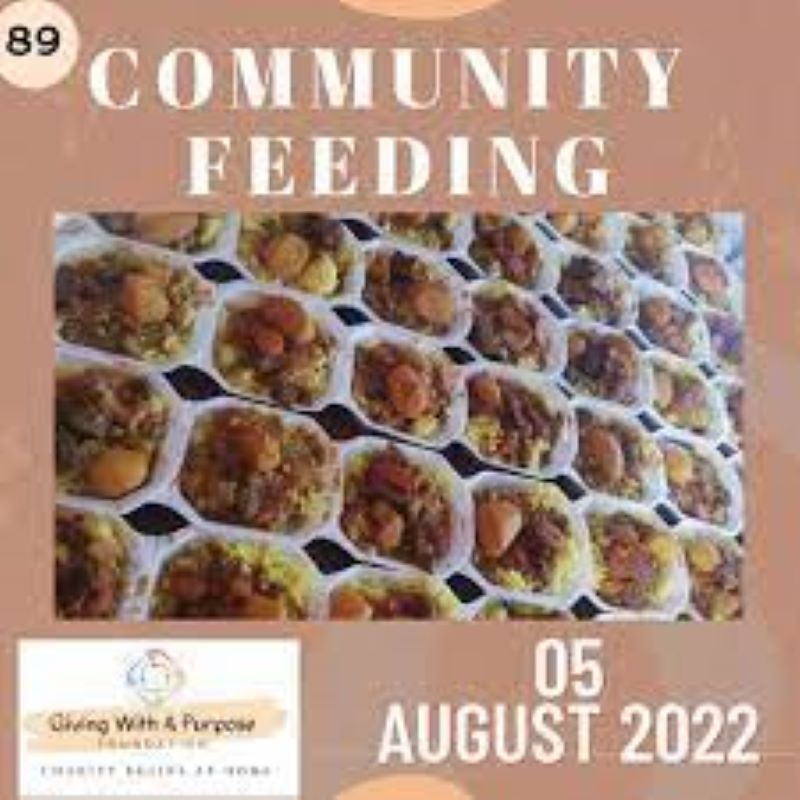 89
COMMUNITY
FEEDING
Giving With A Purpose
FOUNDATION
CHARITY BEGINS AT HOME
05
AUGUST 2022